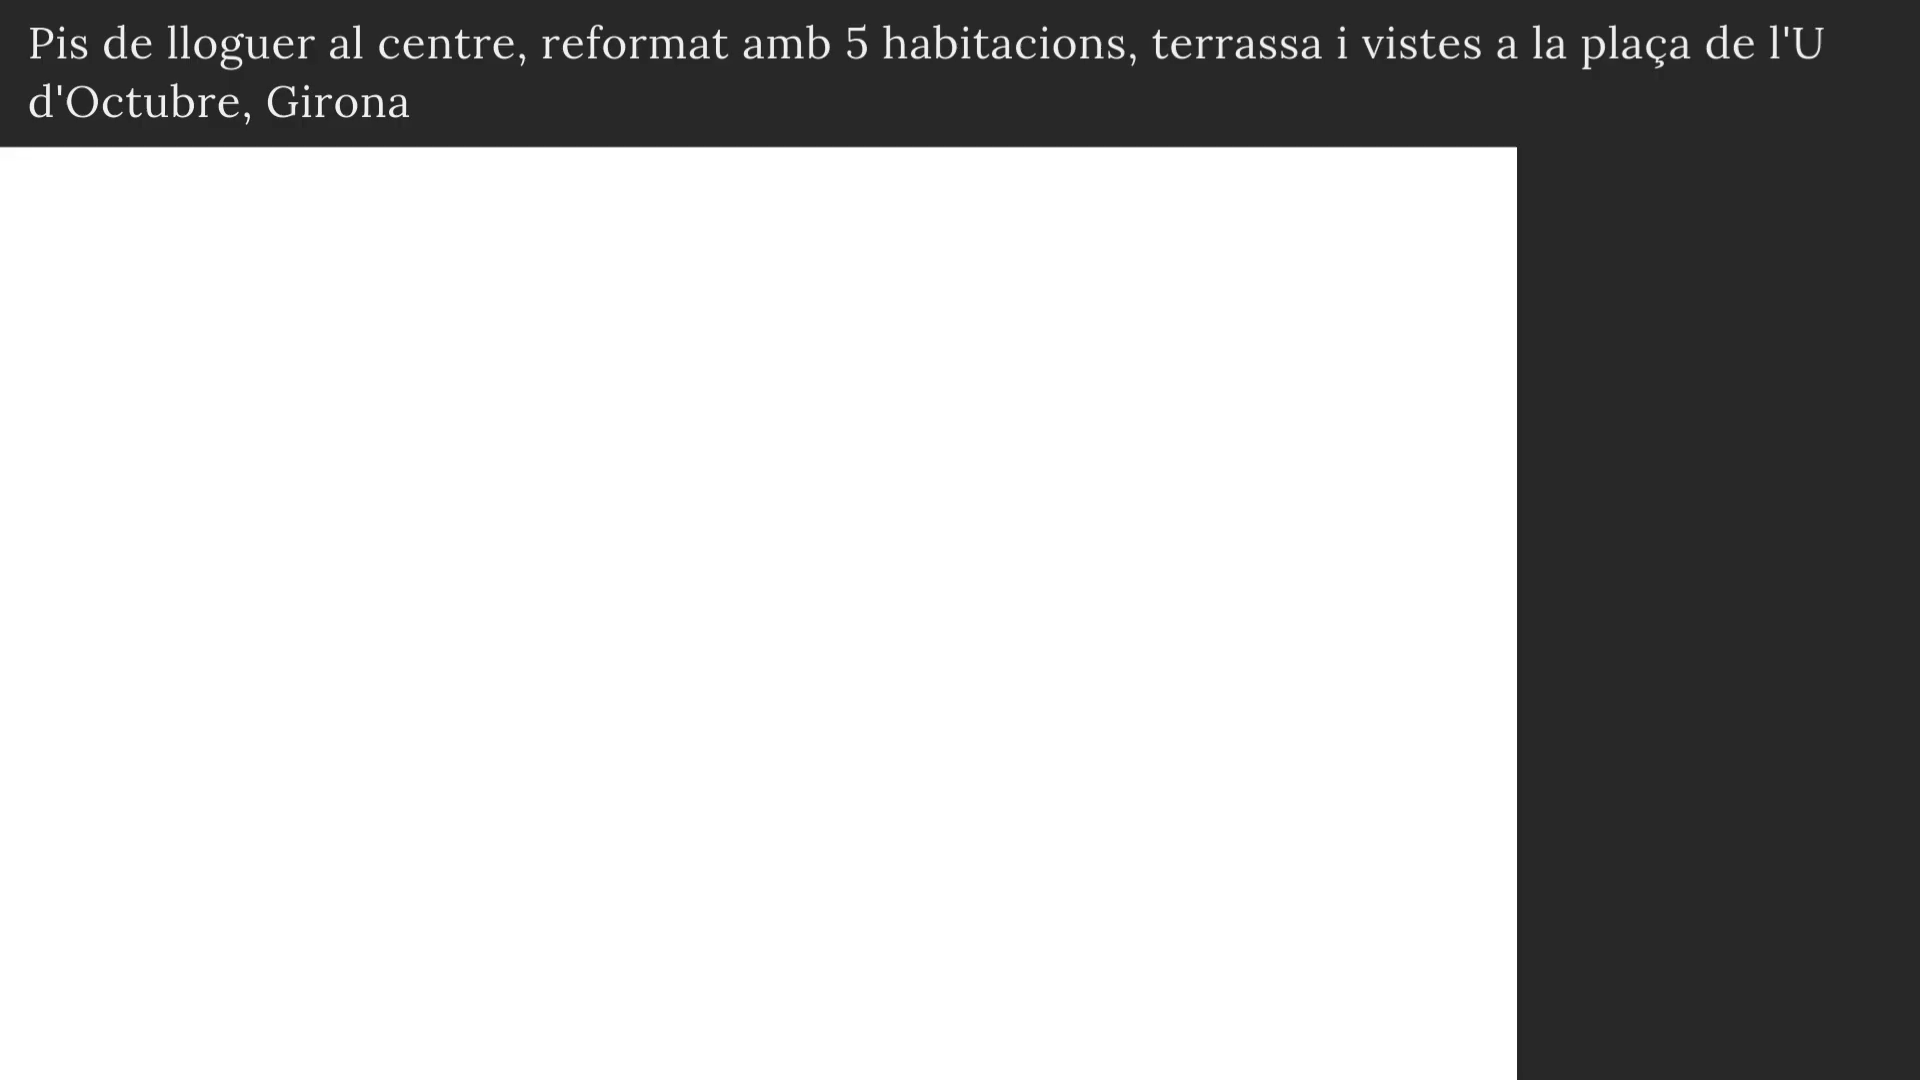 Pis de lloguer al centre, reformat amb 5 habitacions, terrassa i vistes a la plaça de l'U
d'Octubre, Girona